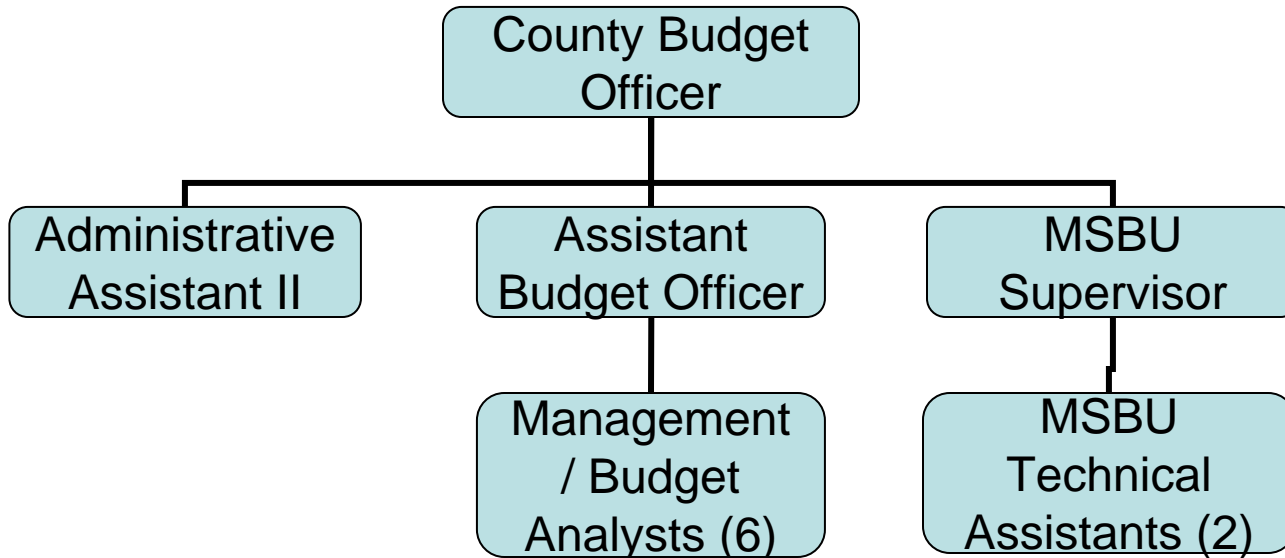 County Budget
Officer
Administrative
Assistant II
Assistant
Budget Officer
MSBU
Supervisor
Management
/ Budget
Analysts (6)
MSBU
Technical
Assistants (2)